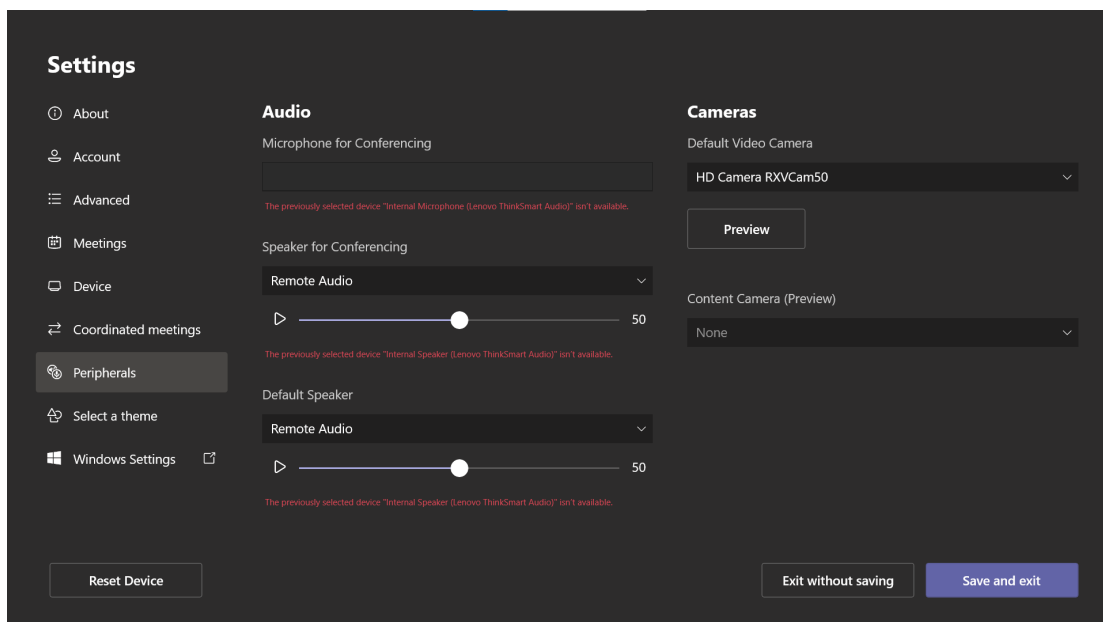 Settings
About
Account
Advanced
Meetings
Device
Coordinated meetings
Peripherals
Select a theme
Windows Settings
Audio
Microphone for Conferencing
The previously selected device "Internal Microphone (Lenovo ThinkSmart Audio)" isn't available.
Speaker for Conferencing
Remote Audio
50
The previously selected device "Internal Speaker (Lenovo ThinkSmart Audio)" isn't available.
Default Speaker
Remote Audio
50
The previously selected device "Internal Speaker (Lenovo ThinkSmart Audio)" isn't available.
Cameras
Default Video Camera
HD Camera RXVCam50
Preview
Content Camera (Preview)
None
Reset Device
Exit without saving
Save and exit